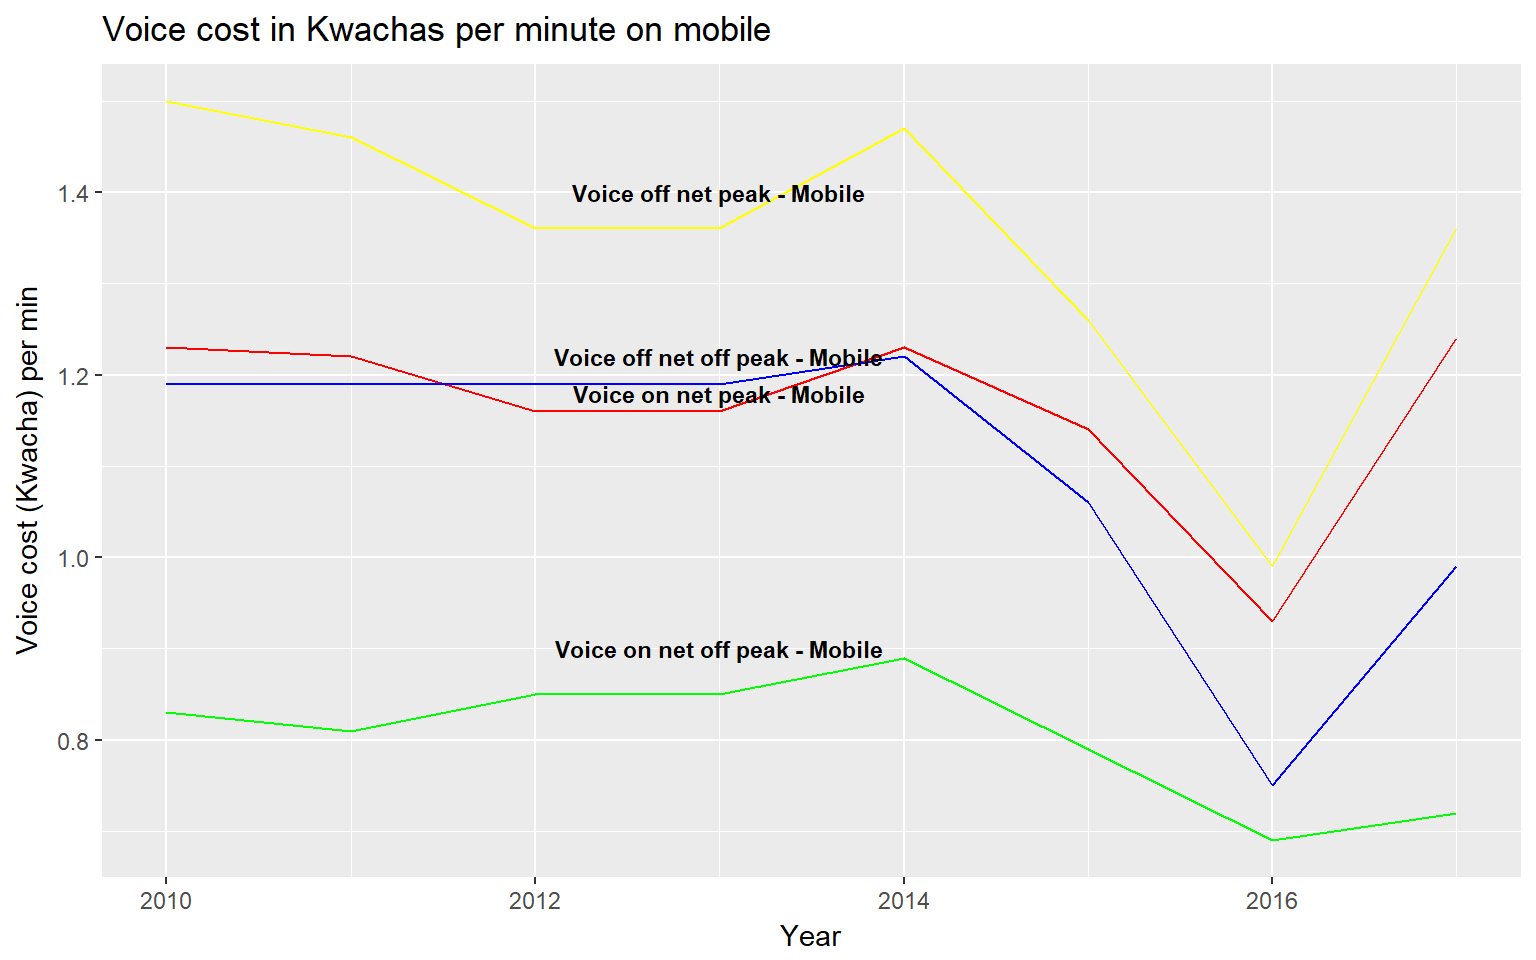 Voice cost in Kwachas per minute on mobile
Voice cost (Kwacha) per min
1.4
1.2
1.0
0.8
Voice off net peak - Mobile
Voice off net off peak - Mobile
Voice on net peak - Mobile
Voice on net off peak - Mobile
2010 2012 2014 2016
Year